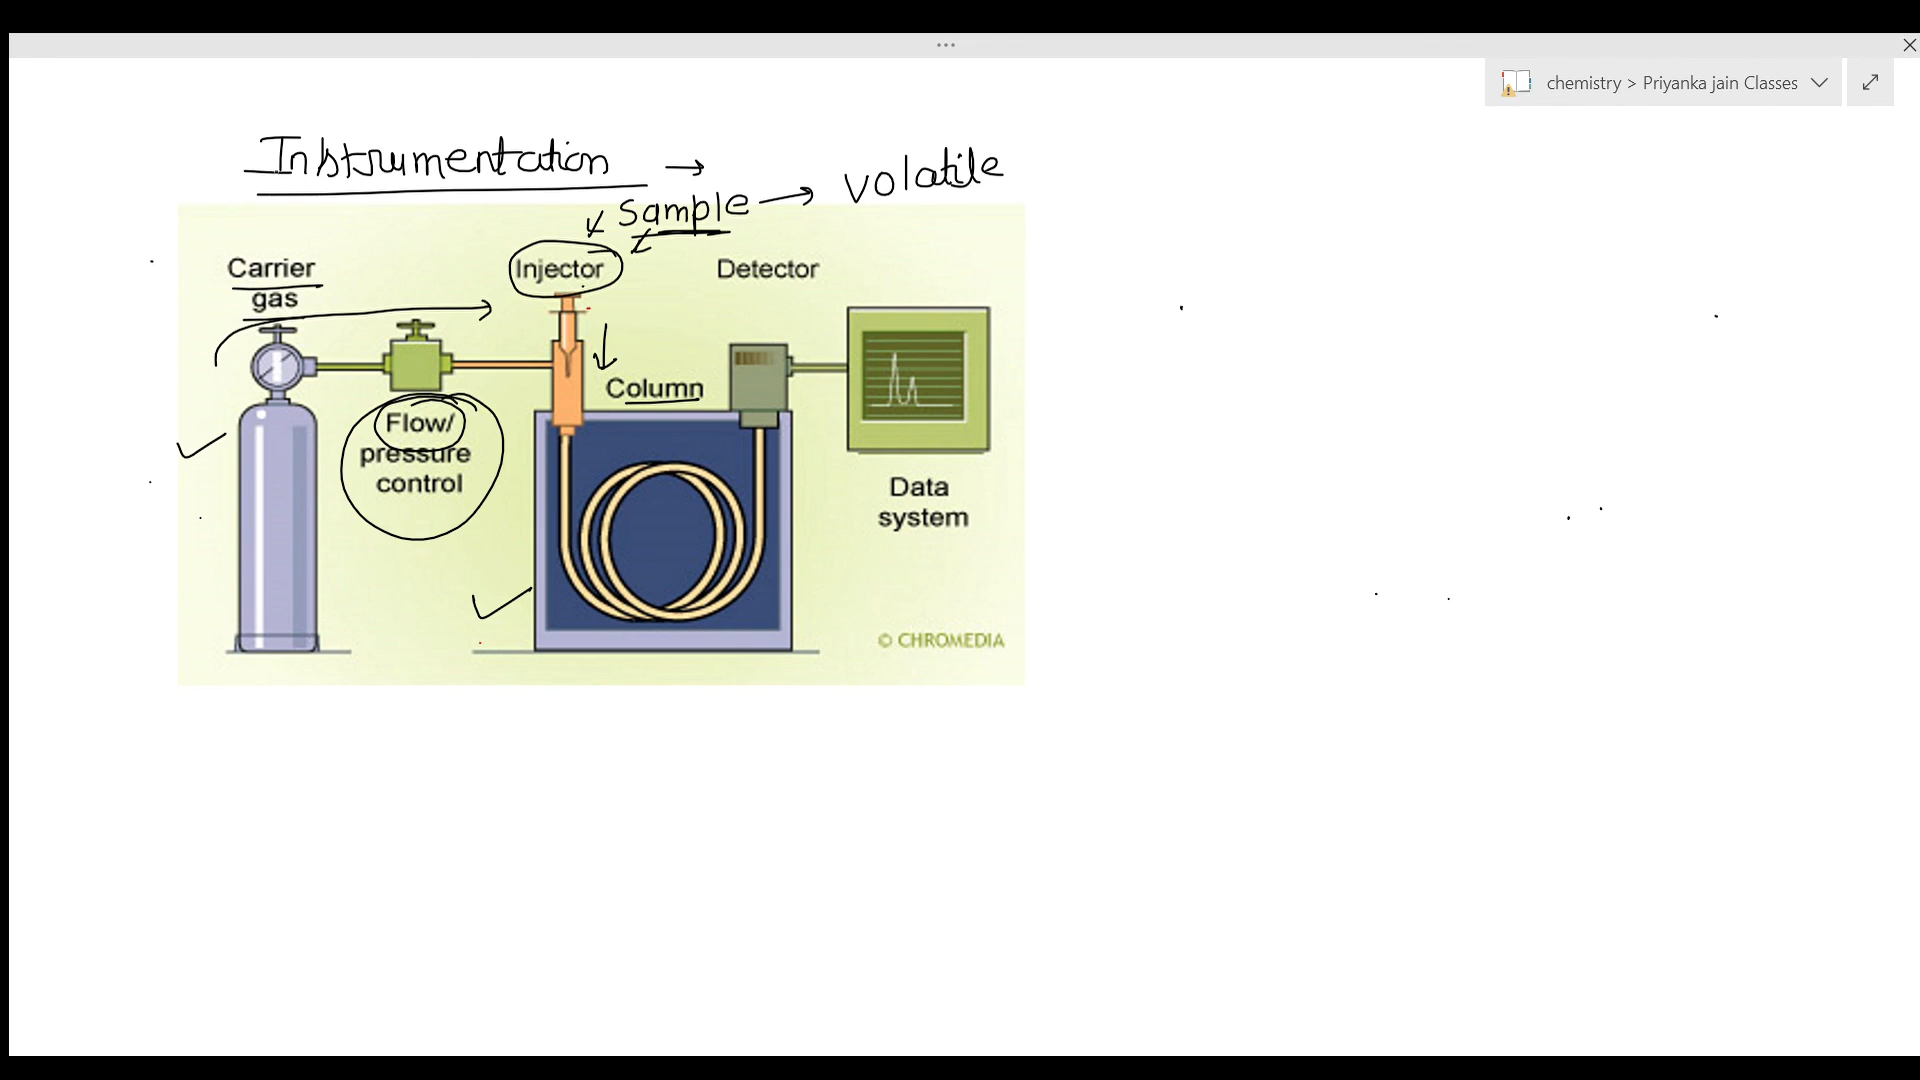 chemistry > Priyanka jain Classes
Instrumentation →
Sample → volatile
Carrier
gas
Injector
Detector
Column
Flow/
pressure
control
Data
system
© CHROMEDIA